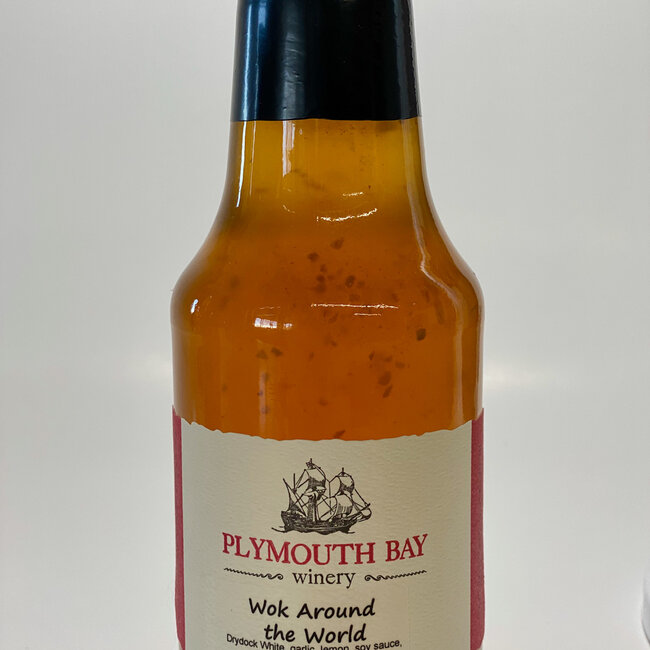 PLYMOUTH BAY
winery
Wok Around
the World
Drydock White, garlic, lemon, soy sauce,